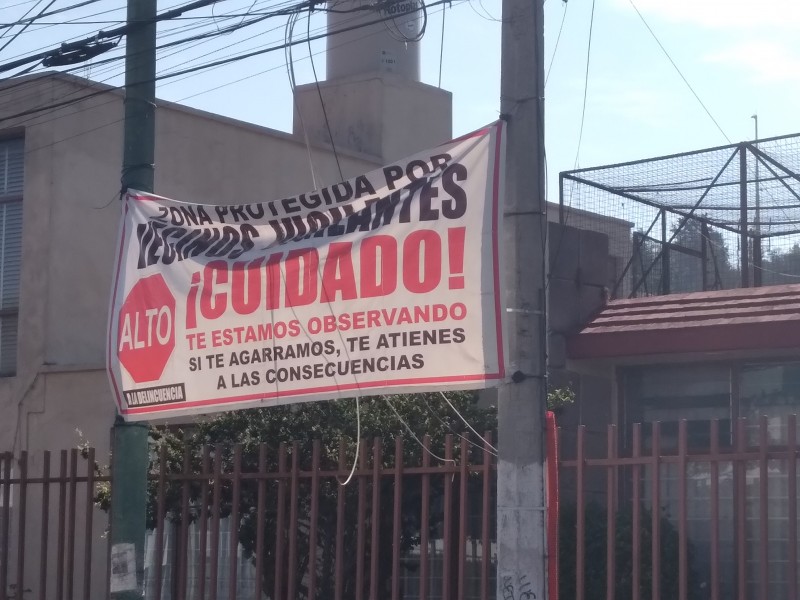 Rotoplas
ZONA PROTEGIDA POR
VECINOS VIGILANTES
¡CUIDADO!
ALTO
TE ESTAMOS OBSERVANDO
SI TE AGARRAMOS, TE ATIENES
A LAS CONSECUENCIAS
A LA DELINCUENCIA